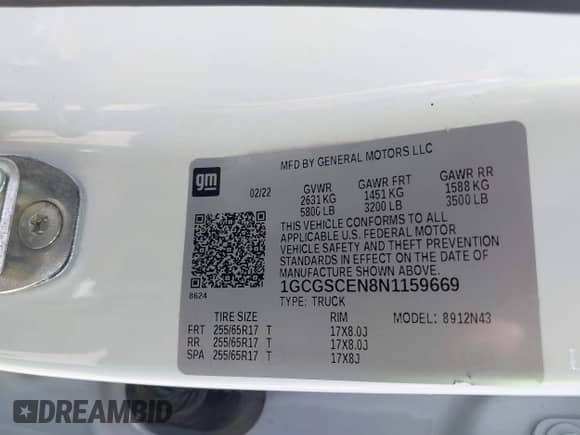 MFD BY GENERAL MOTORS LLC
gm
02/22 GVWR GAWR FRT GAWR RR
2631 KG 1451 KG 1588 KG
5800 LB 3200 LB 3500 LB
THIS VEHICLE CONFORMS TO ALL
APPLICABLE U.S. FEDERAL MOTOR
VEHICLE SAFETY AND THEFT PREVENTION
STANDARDS IN EFFECT ON THE DATE OF
MANUFACTURE SHOWN ABOVE.
8624
1GCGSCEN8N1159669
TYPE: TRUCK
TIRE SIZE RIM MODEL: 8912N43
FRT 255/65R17 T 17X8.0J
RR 255/65R17 T 17X8.0J
SPA 255/65R17 T 17X8J
DREAMBID